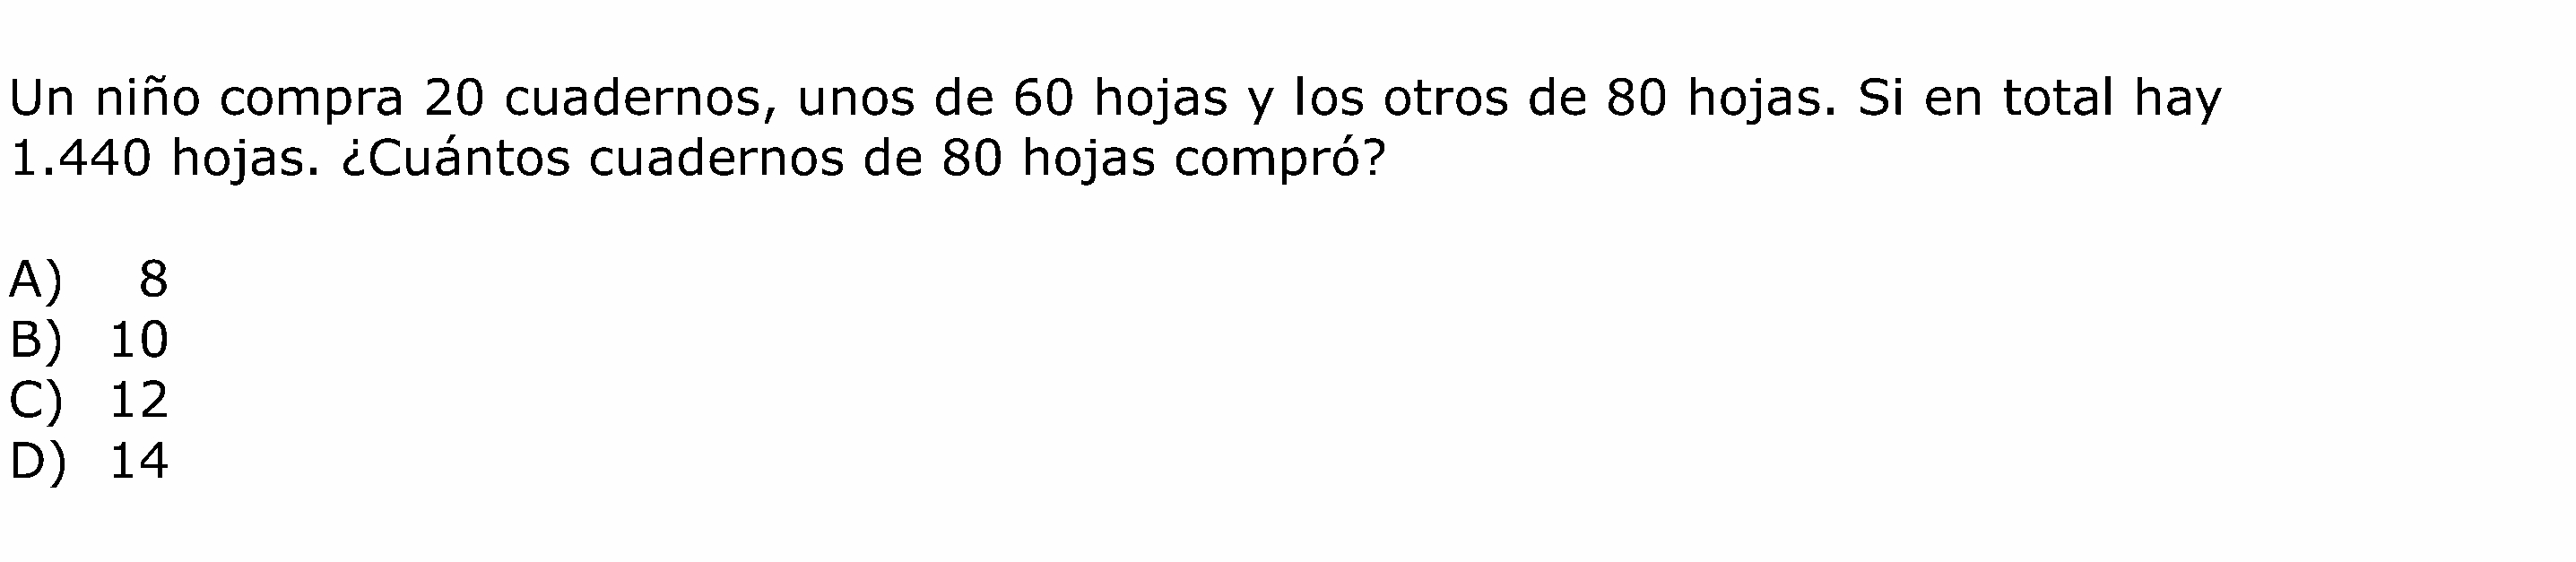 Un niño compra 20 cuadernos, unos de 60 hojas y los otros de 80 hojas. Si en total hay
1.440 hojas. ¿Cuántos cuadernos de 80 hojas compró?
A) 8
B) 10
C) 12
D) 14